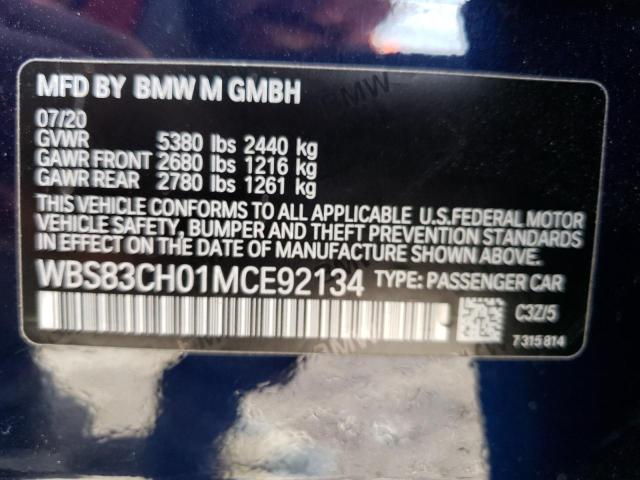 MFD BY BMW M GMBH
07/20
GVWR 5380 lbs 2440 kg
GAWR FRONT 2680 lbs 1216 kg
GAWR REAR 2780 lbs 1261 kg
THIS VEHICLE CONFORMS TO ALL APPLICABLE U.S.FEDERAL MOTOR
VEHICLE SAFETY, BUMPER AND THEFT PREVENTION STANDARDS
IN EFFECT ON THE DATE OF MANUFACTURE SHOWN ABOVE.
WBS83CH01MCE92134 TYPE: PASSENGER CAR
C3Z/5
7 315 814